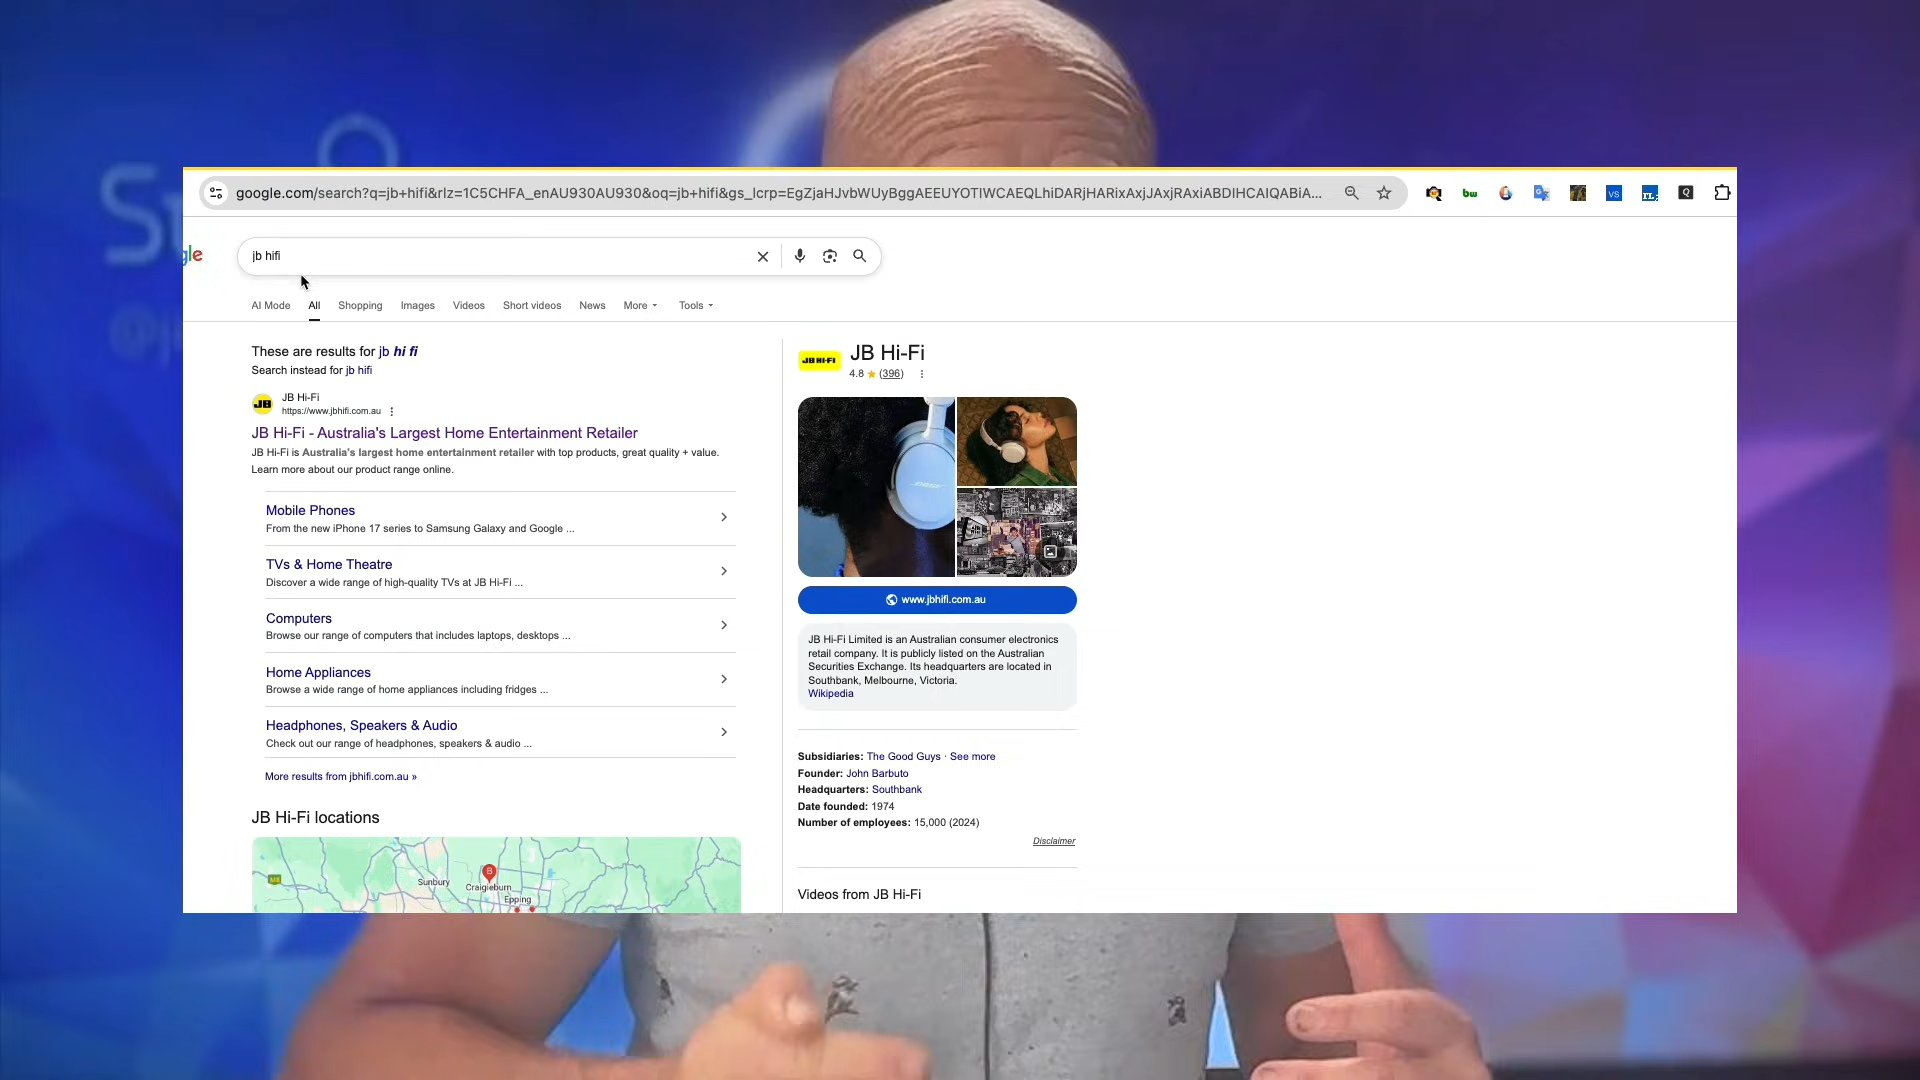 google.com/search?q=jb+hifi&rlz=1C5CHFA_enAU930AU930&oq=jb+hifi&gs_lcrp=EgZjaHJvbWUyBggAEEUYOTIWCAEQLhiDARjHARixAxjJAxjRAxiABDIHCAIQABiA...
bw
VS
Q
gle
jb hifi
AI Mode
All
Shopping
Images
Videos
Short videos
News
More
Tools
These are results for jb hi fi
Search instead for jb hifi
JB
JB Hi-Fi
https://www.jbhifi.com.au
JB Hi-Fi - Australia's Largest Home Entertainment Retailer
JB Hi-Fi is Australia's largest home entertainment retailer with top products, great quality + value.
Learn more about our product range online.
Mobile Phones
From the new iPhone 17 series to Samsung Galaxy and Google ...
TVs & Home Theatre
Discover a wide range of high-quality TVs at JB Hi-Fi ...
Computers
Browse our range of computers that includes laptops, desktops ...
Home Appliances
Browse a wide range of home appliances including fridges ...
Headphones, Speakers & Audio
Check out our range of headphones, speakers & audio ...
More results from jbhifi.com.au »
JB Hi-Fi locations
Sunbury
B
Craigieburn
Epping
JB HI-FI
JB Hi-Fi
4.8 ★ (396)
BOSE
www.jbhifi.com.au
JB Hi-Fi Limited is an Australian consumer electronics
retail company. It is publicly listed on the Australian
Securities Exchange. Its headquarters are located in
Southbank, Melbourne, Victoria.
Wikipedia
Subsidiaries: The Good Guys · See more
Founder: John Barbuto
Headquarters: Southbank
Date founded: 1974
Number of employees: 15,000 (2024)
Disclaimer
Videos from JB Hi-Fi